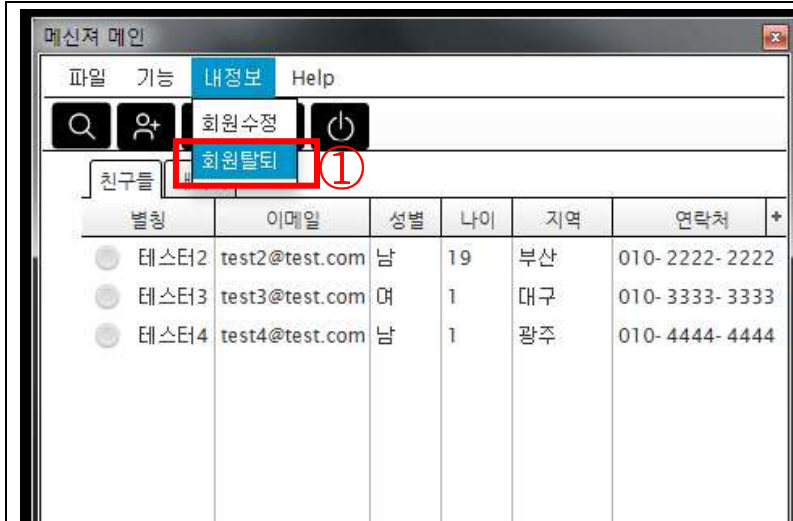 메신져 메인
파일 기능 내정보 Help
회원수정
회원탈퇴 ①
친구들
별칭 이메일 성별 나이 지역 연락처 +
테스터2 test2@test.com 남 19 부산 010-2222-2222
테스터3 test3@test.com 여 1 대구 010-3333-3333
테스터4 test4@test.com 남 1 광주 010-4444-4444